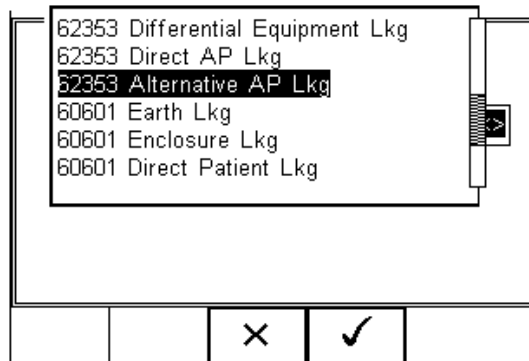 62353 Differential Equipment Lkg
62353 Direct AP Lkg
62353 Alternative AP Lkg
60601 Earth Lkg
60601 Enclosure Lkg
60601 Direct Patient Lkg